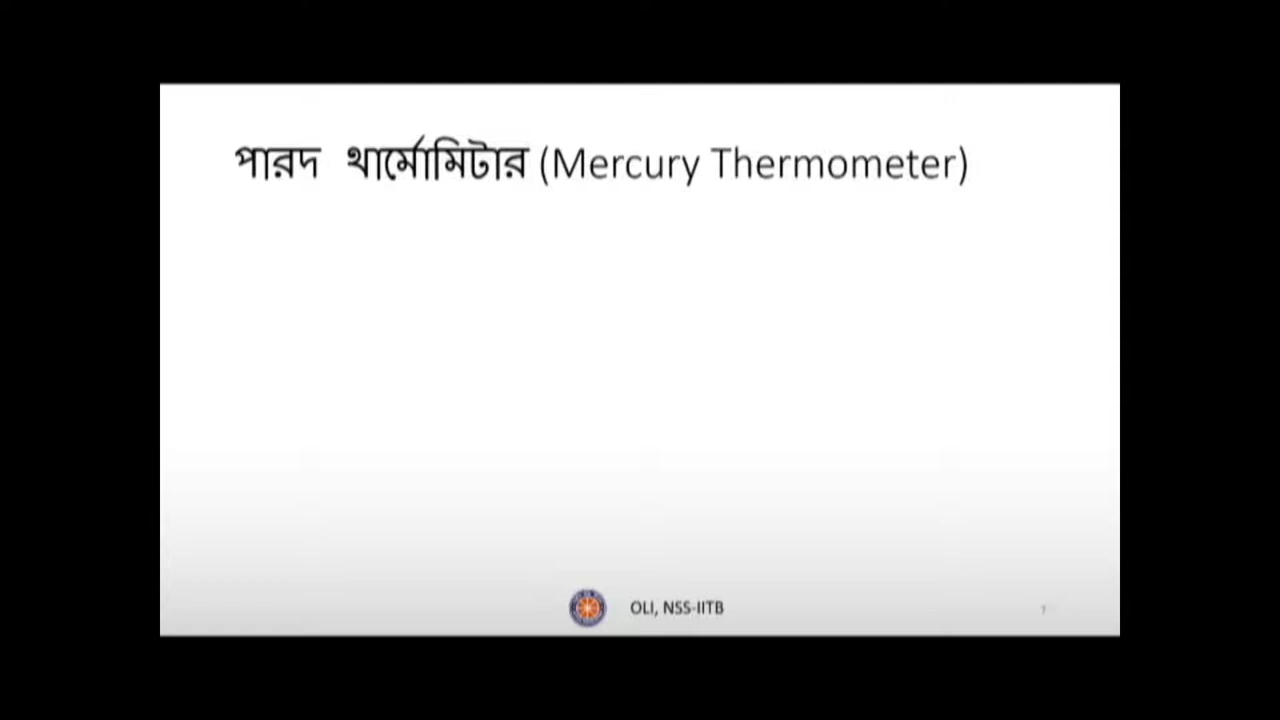 পারদ থার্মোমিটার (Mercury Thermometer)
OLI, NSS-IITB